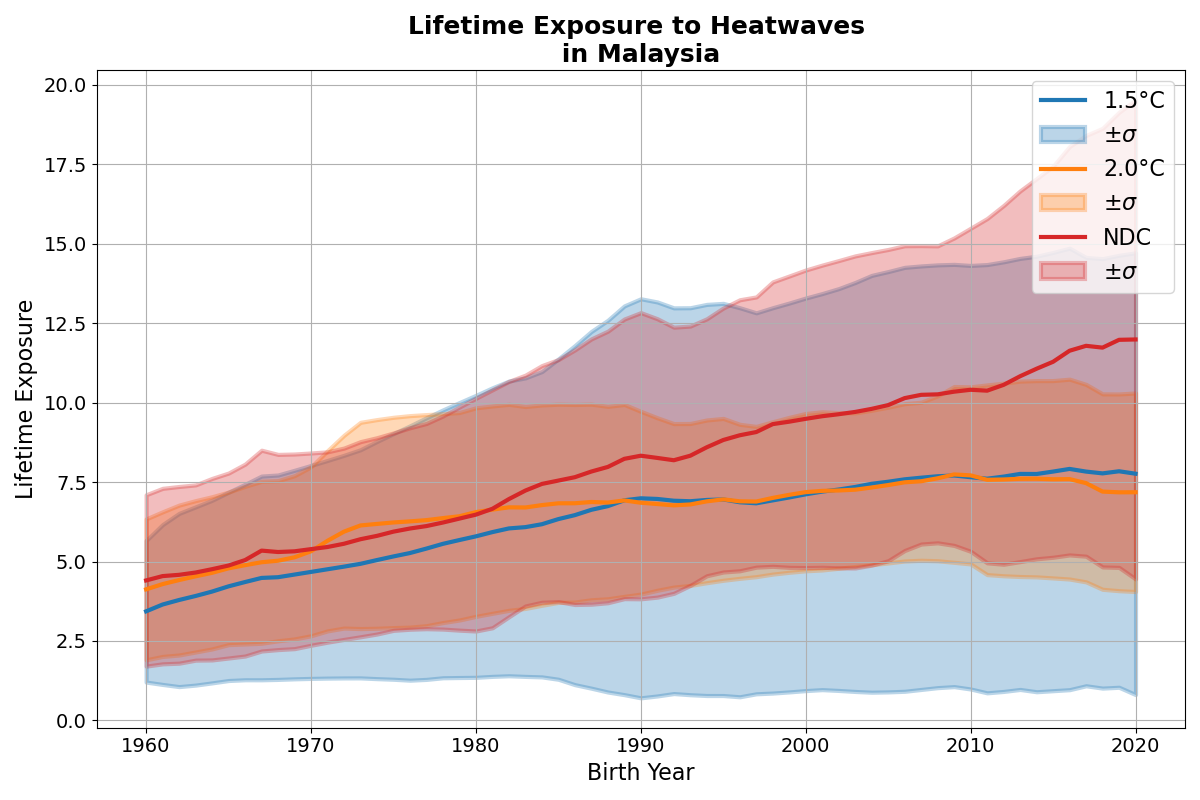 Lifetime Exposure to Heatwaves
in Malaysia
Lifetime Exposure
20.0
17.5
15.0
12.5
10.0
7.5
5.0
2.5
0.0
1.5°C
±σ
2.0°C
±σ
NDC
±σ
1960
1970
1980
1990
2000
2010
2020
Birth Year